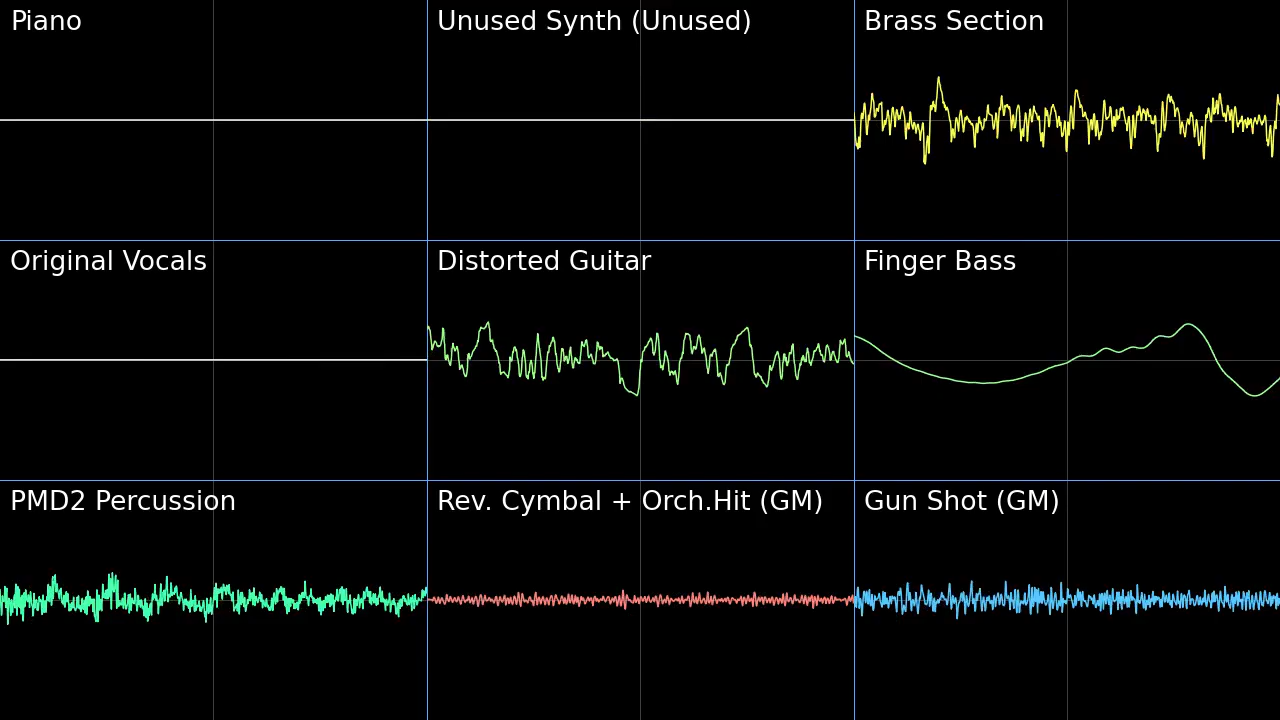 Piano
Unused Synth (Unused)
Brass Section
Original Vocals
Distorted Guitar
Finger Bass
PMD2 Percussion
Rev. Cymbal + Orch.Hit (GM)
Gun Shot (GM)